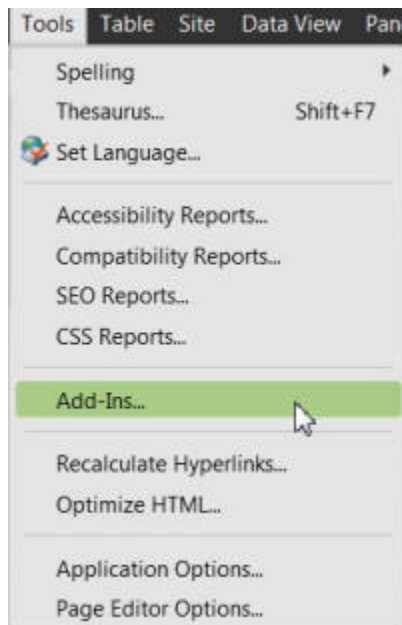 Tools Table Site Data View Pan
Spelling
Thesaurus... Shift+F7
Set Language...
Accessibility Reports...
Compatibility Reports...
SEO Reports...
CSS Reports...
Add-Ins...
Recalculate Hyperlinks...
Optimize HTML...
Application Options...
Page Editor Options...